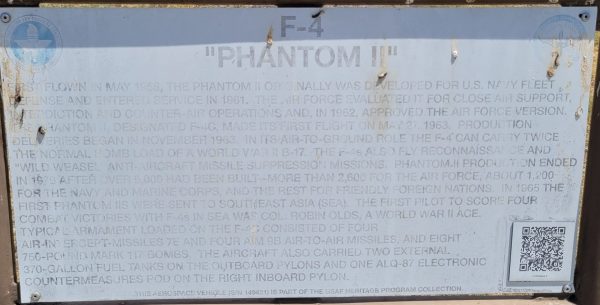 F-4
"PHANTOM II"
FIRST FLOWN IN MAY 1958, THE PHANTOM II ORIGINALLY WAS DEVELOPED FOR U.S. NAVY FLEET
DEFENSE AND ENTERED SERVICE IN 1961. THE AIR FORCE EVALUATED IT FOR CLOSE AIR SUPPORT,
INTERDICTION AND COUNTER AIR OPERATIONS AND, IN 1962, APPROVED THE AIR FORCE VERSION.
PHANTOM II, DESIGNATED F-4C, MADE ITS FIRST FLIGHT ON MAY 27, 1963. PRODUCTION
DELIVERIES BEGAN IN NOVEMBER 1963. IN ITS AIR-TO-GROUND ROLE THE F-4 CAN CARRY TWICE
THE NORMAL BOMB LOAD OF A WORLD WAR II B-17. THE F-4s ALSO FLY RECONNAISSANCE AND
"WILD WEASEL" ANTIAIRCRAFT MISSILE SUPPRESSION MISSIONS. PHANTOM II PRODUCTION ENDED
IN AFTER WERE HAD BEEN BUILT--MORE THAN 2,600 FOR THE AIR FORCE, ABOUT 1,200
FOR THE NAVY AND MARINE CORPS, AND THE REST FOR FRIENDLY FOREIGN NATIONS. IN 1965 THE
FIRST PHANTOM IIS WERE SENT TO SOUTHEAST ASIA (SEA). THE FIRST PILOT TO SCORE FOUR
COMBAT VICTORIES WITH F-4s IN SEA WAS COL. ROBIN OLDS, A WORLD WAR II ACE.
TYPICAL ARMAMENT LOADED ON THE F-4 CONSISTED OF FOUR
AIR-INTERCEPT-MISSILES 7E AND FOUR AIM 9B AIR-TO-AIR MISSILES, AND EIGHT
750-POUND MARK 117 BOMBS. THE AIRCRAFT ALSO CARRIED TWO EXTERNAL
370-GALLON FUEL TANKS ON THE OUTBOARD PYLONS AND ONE ALQ-87 ELECTRONIC
COUNTERMEASURES POD ON THE RIGHT INBOARD PYLON.
THIS AEROSPACE VEHICLE IS PART OF THE USAF HERITAGE PROGRAM COLLECTION.